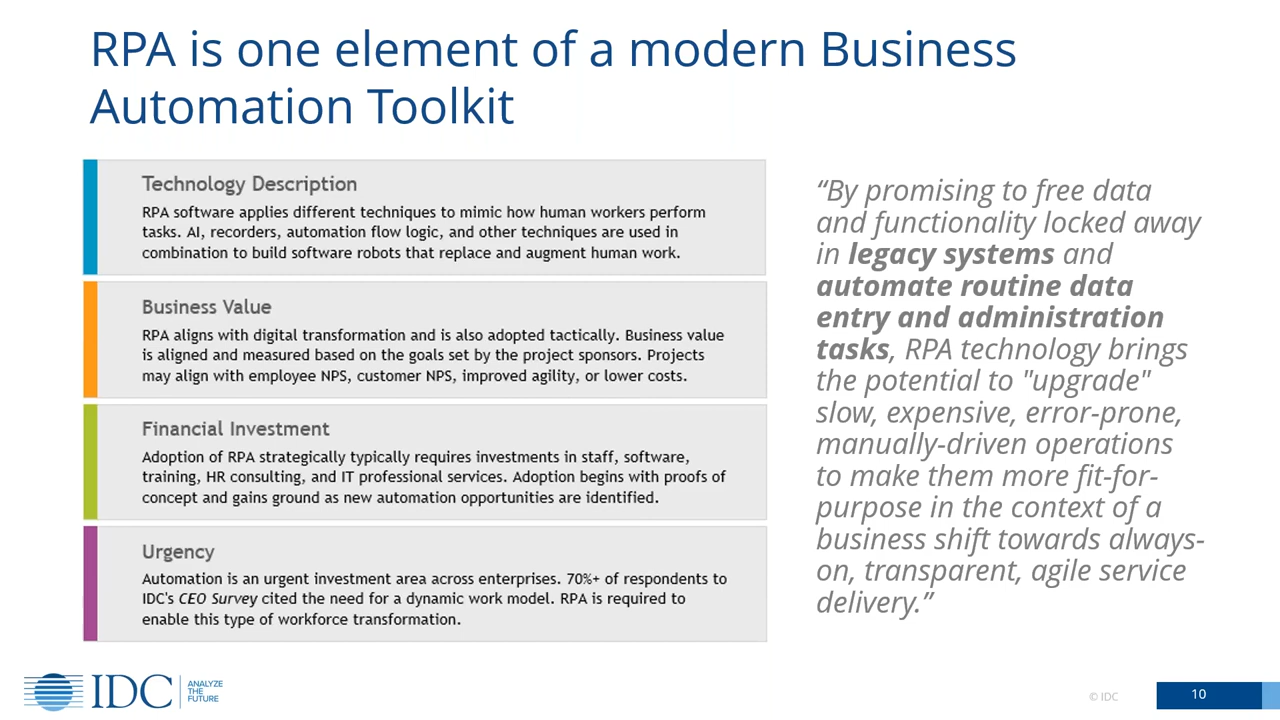 RPA is one element of a modern Business
Automation Toolkit
Technology Description
RPA software applies different techniques to mimic how human workers perform
tasks. AI, recorders, automation flow logic, and other techniques are used in
combination to build software robots that replace and augment human work.
Business Value
RPA aligns with digital transformation and is also adopted tactically. Business value
is aligned and measured based on the goals set by the project sponsors. Projects
may align with employee NPS, customer NPS, improved agility, or lower costs.
Financial Investment
Adoption of RPA strategically typically requires investments in staff, software,
training, HR consulting, and IT professional services. Adoption begins with proofs of
concept and gains ground as new automation opportunities are identified.
Urgency
Automation is an urgent investment area across enterprises. 70%+ of respondents to
IDC's CEO Survey cited the need for a dynamic work model. RPA is required to
enable this type of workforce transformation.
“By promising to free data
and functionality locked away
in legacy systems and
automate routine data
entry and administration
tasks, RPA technology brings
the potential to "upgrade"
slow, expensive, error-prone,
manually-driven operations
to make them more fit-for-
purpose in the context of a
business shift towards always-
on, transparent, agile service
delivery.”
IDC
ANALYZE
THE
FUTURE
© IDC
10